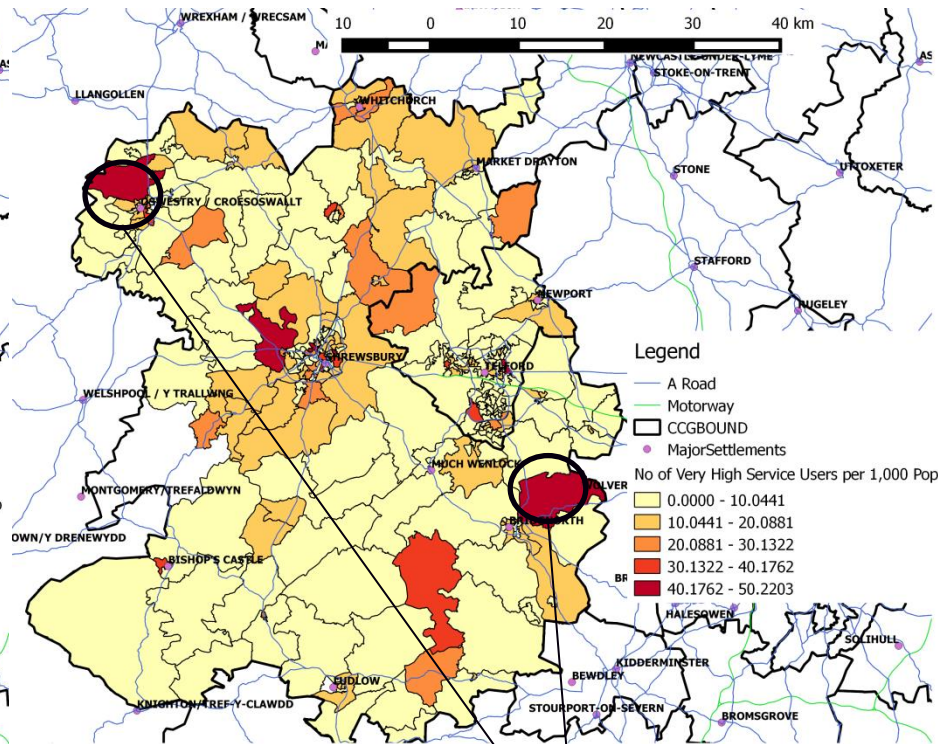 WREXHAM / WRECSAM
10 0 10 20 30 40 km
NEWCASTLE-UNDER-LYME
STOKE-ON-TRENT
LLANGOLLEN
WHITCHURCH
MARKET DRAYTON
STONE
UTTOXETER
OSWESTRY / CROESOSWALLT
STAFFORD
NEWPORT
RUGELEY
SHREWSBURY
TELFORD
WELSHPOOL / Y TRALLWNG
MUCH WENLOCK
MONTGOMERY/TREFALDWYN
WULVER
BRIDGNORTH
OWN/Y DRENEWYDD
BISHOP'S CASTLE
BR
HALESOWEN
SOLIHULL
KIDDERMINSTER
BEWDLEY
LUDLOW
KNIGHTON/TREF-Y-CLAWDD
STOURPORT-ON-SEVERN
BROMSGROVE
Legend
A Road
Motorway
CCGBOUND
MajorSettlements
No of Very High Service Users per 1,000 Pop
0.0000 - 10.0441
10.0441 - 20.0881
20.0881 - 30.1322
30.1322 - 40.1762
40.1762 - 50.2203